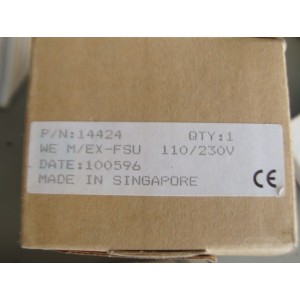 P/N:14424 QTY:1
WE M/EX-FSU 110/230V
DATE:100596
MADE IN SINGAPORE CE